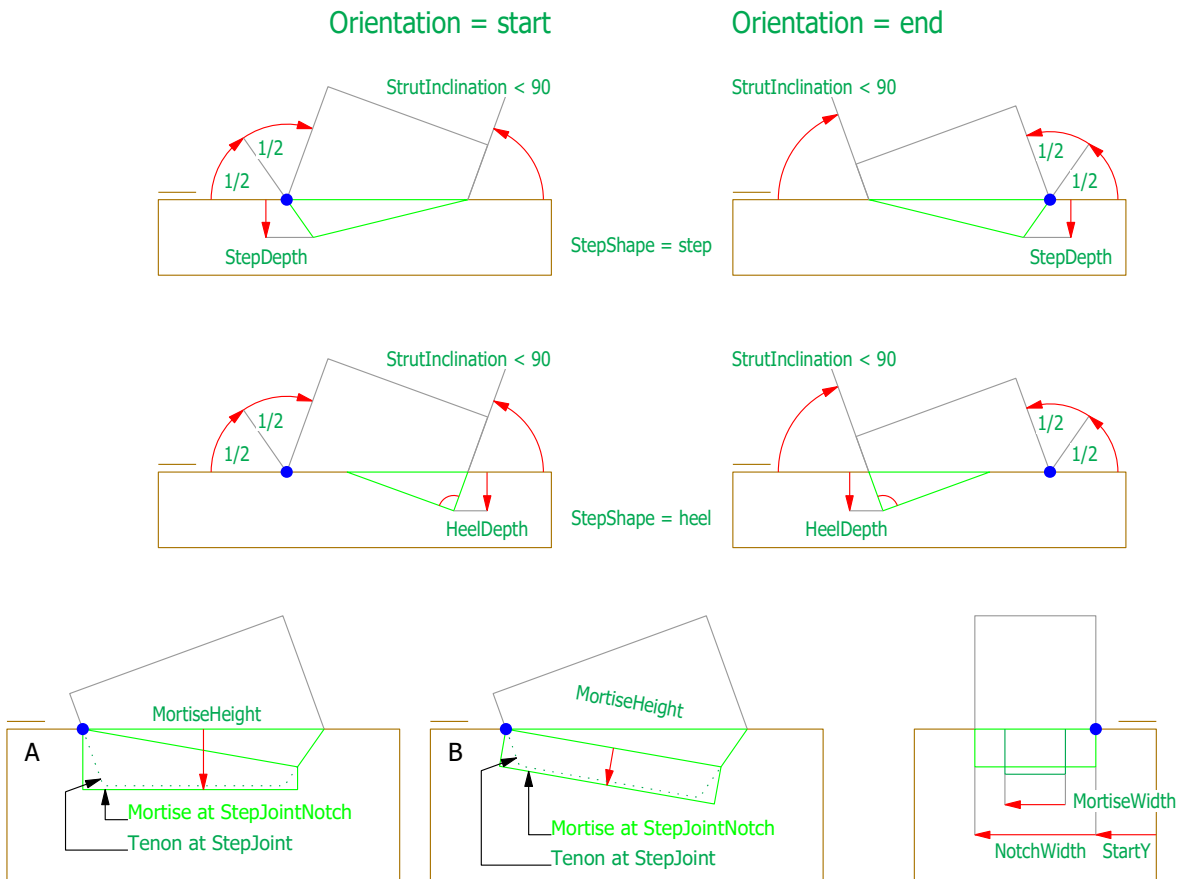 Orientation = start
Orientation = end
StrutInclination < 90
StrutInclination < 90
1/2
1/2
1/2
1/2
StepDepth
StepShape = step
StepDepth
StrutInclination < 90
StrutInclination < 90
1/2
1/2
1/2
1/2
HeelDepth
StepShape = heel
HeelDepth
MortiseHeight
MortiseHeight
A
B
Mortise at StepJointNotch
Tenon at StepJoint
Mortise at StepJointNotch
Tenon at StepJoint
MortiseWidth
NotchWidth
StartY